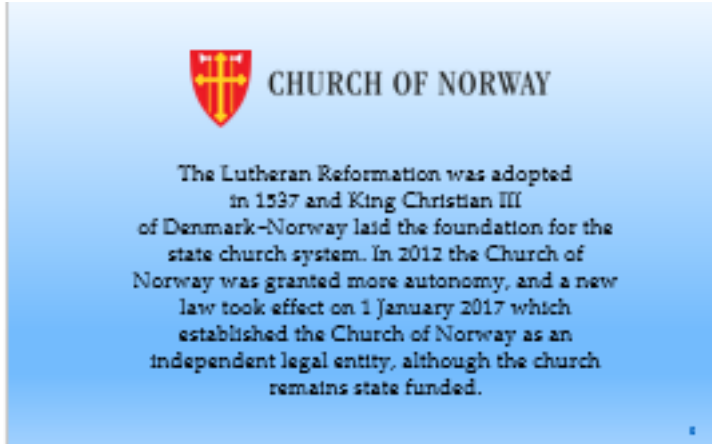 CHURCH OF NORWAY
The Lutheran Reformation was adopted
in 1537 and King Christian III
of Denmark–Norway laid the foundation for the
state church system. In 2012 the Church of
Norway was granted more autonomy, and a new
law took effect on 1 January 2017 which
established the Church of Norway as an
independent legal entity, although the church
remains state funded.